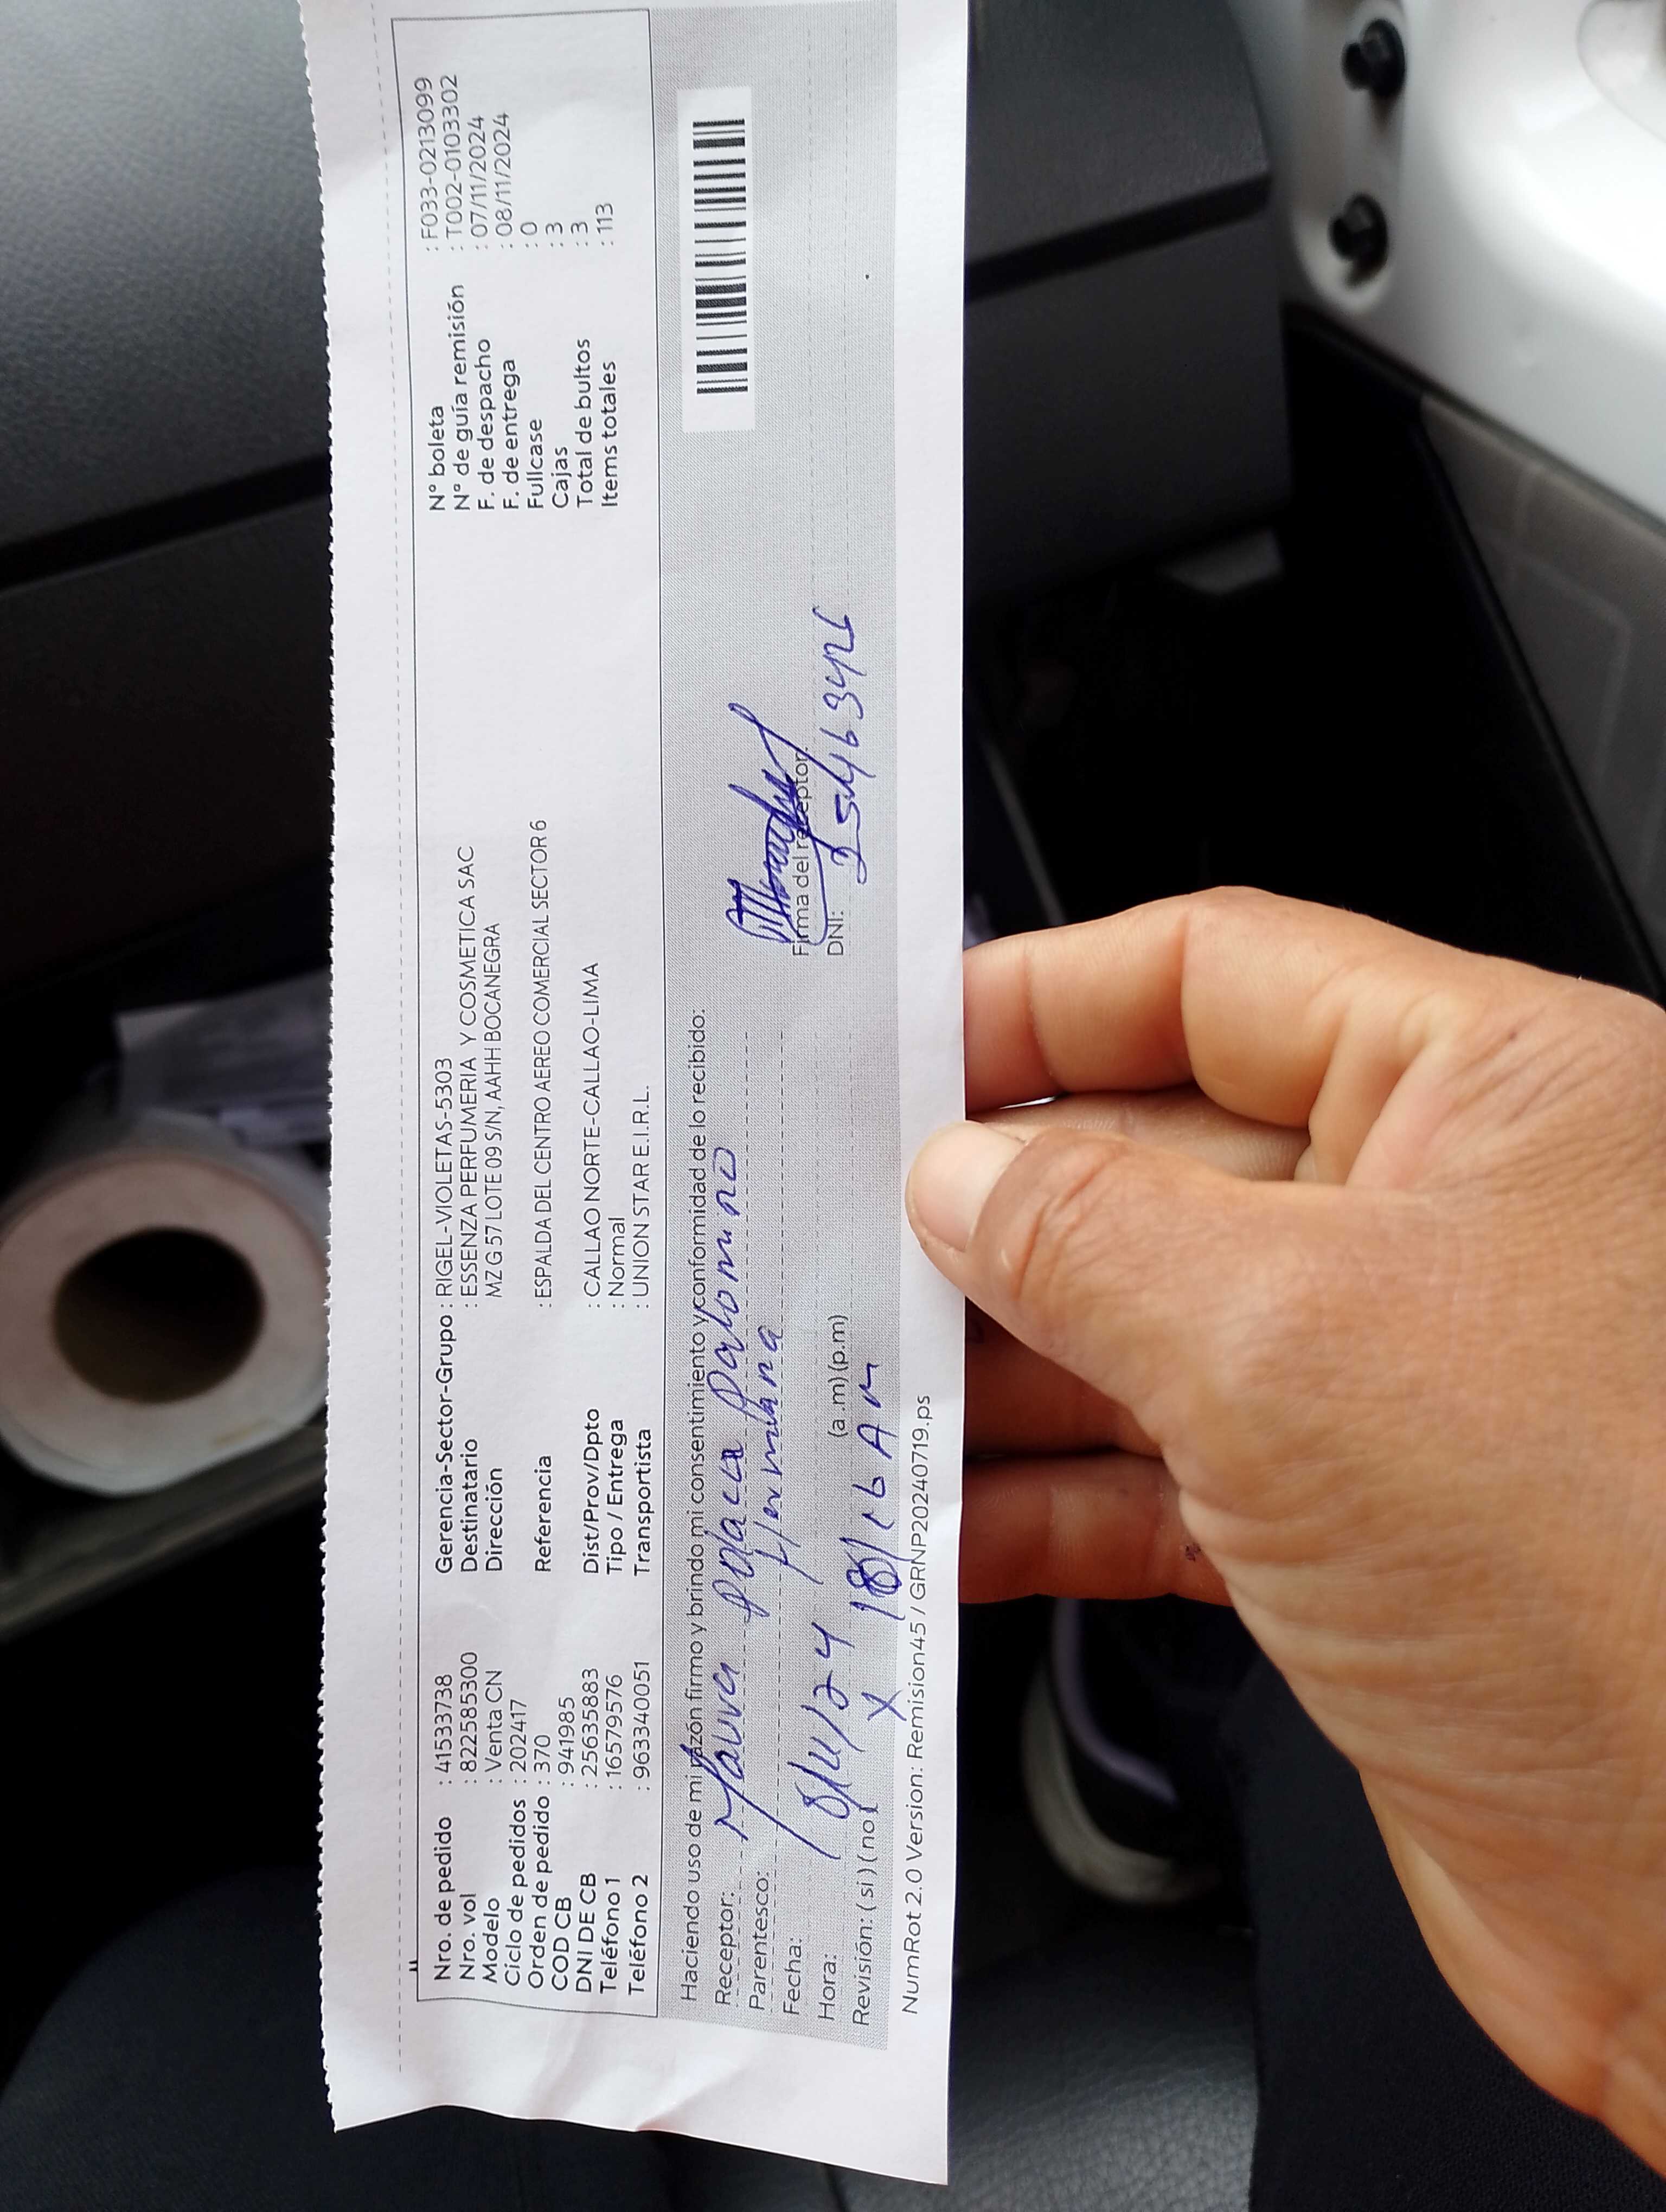 Nro. de pedido : 41533738 Gerencia-Sector-Grupo : RIGEL-VIOLETAS-5303 N° boleta : F033-0213099
Nro. vol : 822585300 Destinatario : ESSENZA PERFUMERIA Y COSMETICA SAC N° de guía remisión : T002-0103302
Modelo : Venta CN Dirección MZ G 57 LOTE 09 S/N, AAHH BOCANEGRA F. de despacho : 07/11/2024
Ciclo de pedidos : 202417 F. de entrega : 08/11/2024
Orden de pedido : 370 Referencia : ESPALDA DEL CENTRO AEREO COMERCIAL SECTOR 6 Fullcase : 0
COD CB : 941985 Cajas : 3
DNI DE CB : 25635883 Dist/Prov/Dpto : CALLAO NORTE-CALLAO-LIMA Total de bultos : 3
Teléfono 1 : 16579576 Tipo / Entrega : Normal Items totales : 113
Teléfono 2 : 963340051 Transportista : UNION STAR E.I.R.L.
Haciendo uso de mi razón firmo y brindo mi consentimiento y conformidad de lo recibido:
Receptor: Palomino
Parentesco: Hermana
Fecha: 8/11/24 Firma del receptor
Hora: (a.m) (p.m) DNI:
Revisión: (si) (no) X
NumRot 2.0 Version: Remision45 / GRNP20240719.ps